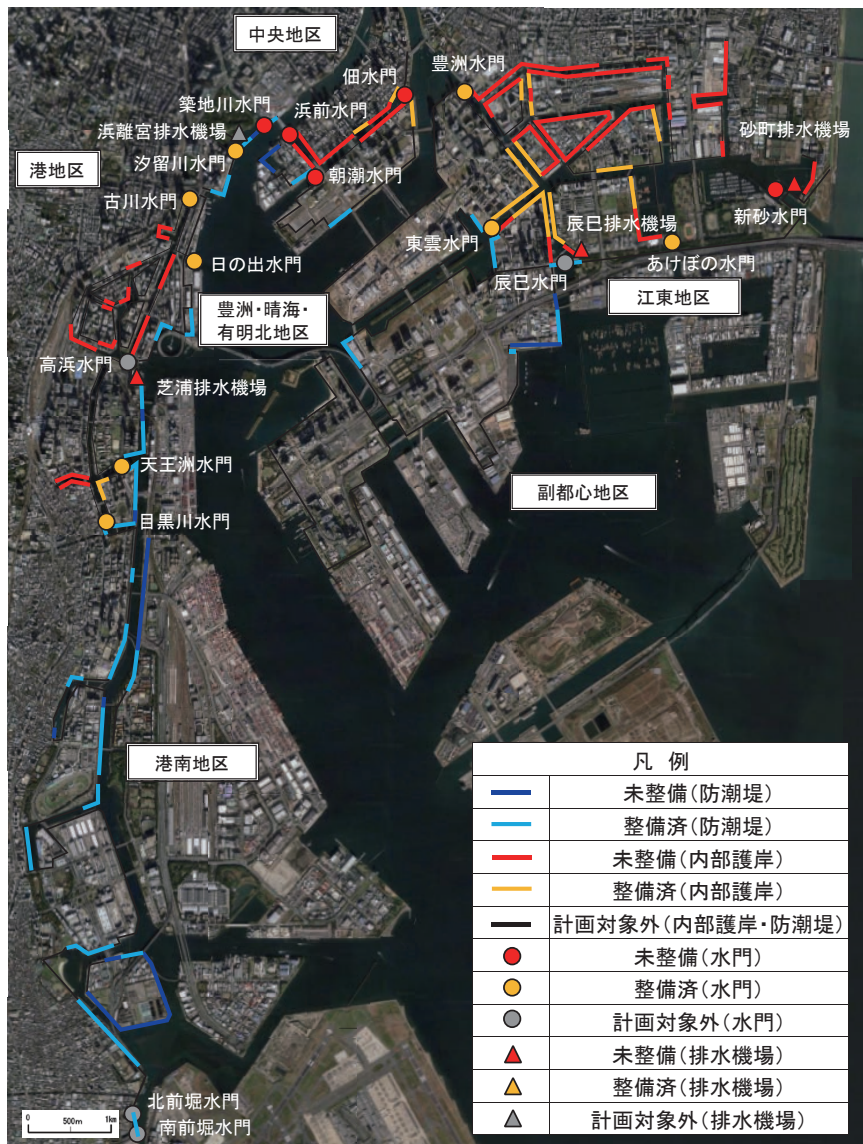 中央地区
佃水門
豊洲水門
築地川水門
浜前水門
浜離宮排水機場
砂町排水機場
汐留川水門
港地区
朝潮水門
古川水門
新砂水門
辰巳排水機場
東雲水門
あけぼの水門
日の出水門
辰巳水門
江東地区
豊洲・晴海・
有明北地区
高浜水門
芝浦排水機場
天王洲水門
副都心地区
目黒川水門
港南地区
凡 例
未整備(防潮堤)
整備済(防潮堤)
未整備(内部護岸)
整備済(内部護岸)
計画対象外(内部護岸・防潮堤)
未整備(水門)
整備済(水門)
計画対象外(水門)
未整備(排水機場)
整備済(排水機場)
計画対象外(排水機場)
北前堀水門
南前堀水門
0 500m 1km